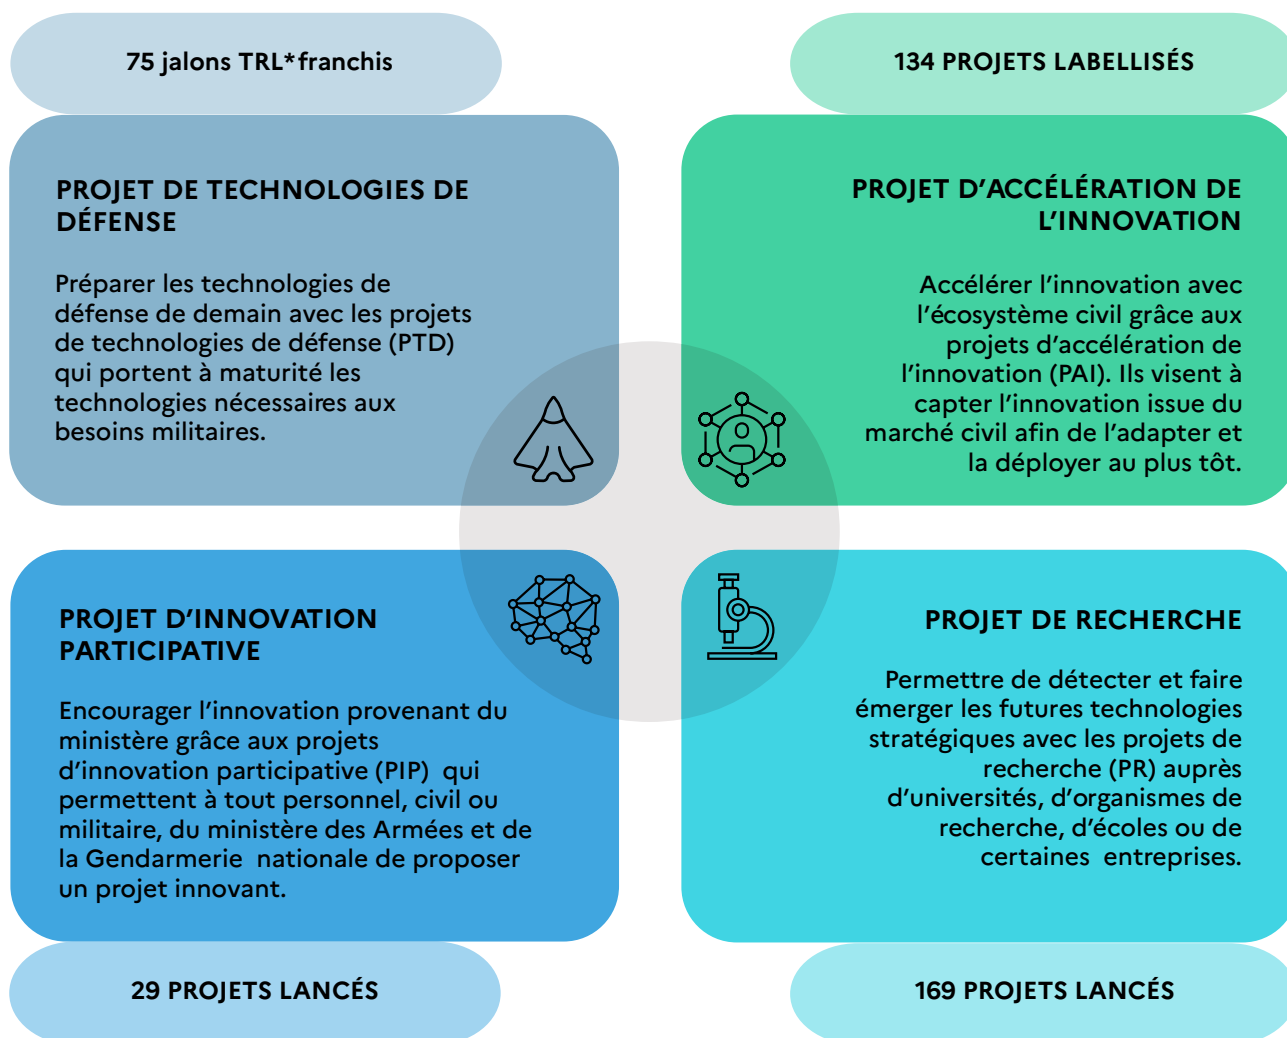 75 jalons TRL* franchis
PROJET DE TECHNOLOGIES DE
DÉFENSE
Préparer les technologies de
défense de demain avec les projets
de technologies de défense (PTD)
qui portent à maturité les
technologies nécessaires aux
besoins militaires.
134 PROJETS LABELLISÉS
PROJET D’ACCÉLÉRATION DE
L’INNOVATION
Accélérer l’innovation avec
l’écosystème civil grâce aux
projets d’accélération de
l’innovation (PAI). Ils visent à
capter l’innovation issue du
marché civil afin de l’adapter et
la déployer au plus tôt.
PROJET D’INNOVATION
PARTICIPATIVE
Encourager l’innovation provenant du
ministère grâce aux projets
d’innovation participative (PIP) qui
permettent à tout personnel, civil ou
militaire, du ministère des Armées et de
la Gendarmerie nationale de proposer
un projet innovant.
29 PROJETS LANCÉS
PROJET DE RECHERCHE
Permettre de détecter et faire
émerger les futures technologies
stratégiques avec les projets de
recherche (PR) auprès
d’universités, d’organismes de
recherche, d’écoles ou de
certaines entreprises.
169 PROJETS LANCÉS